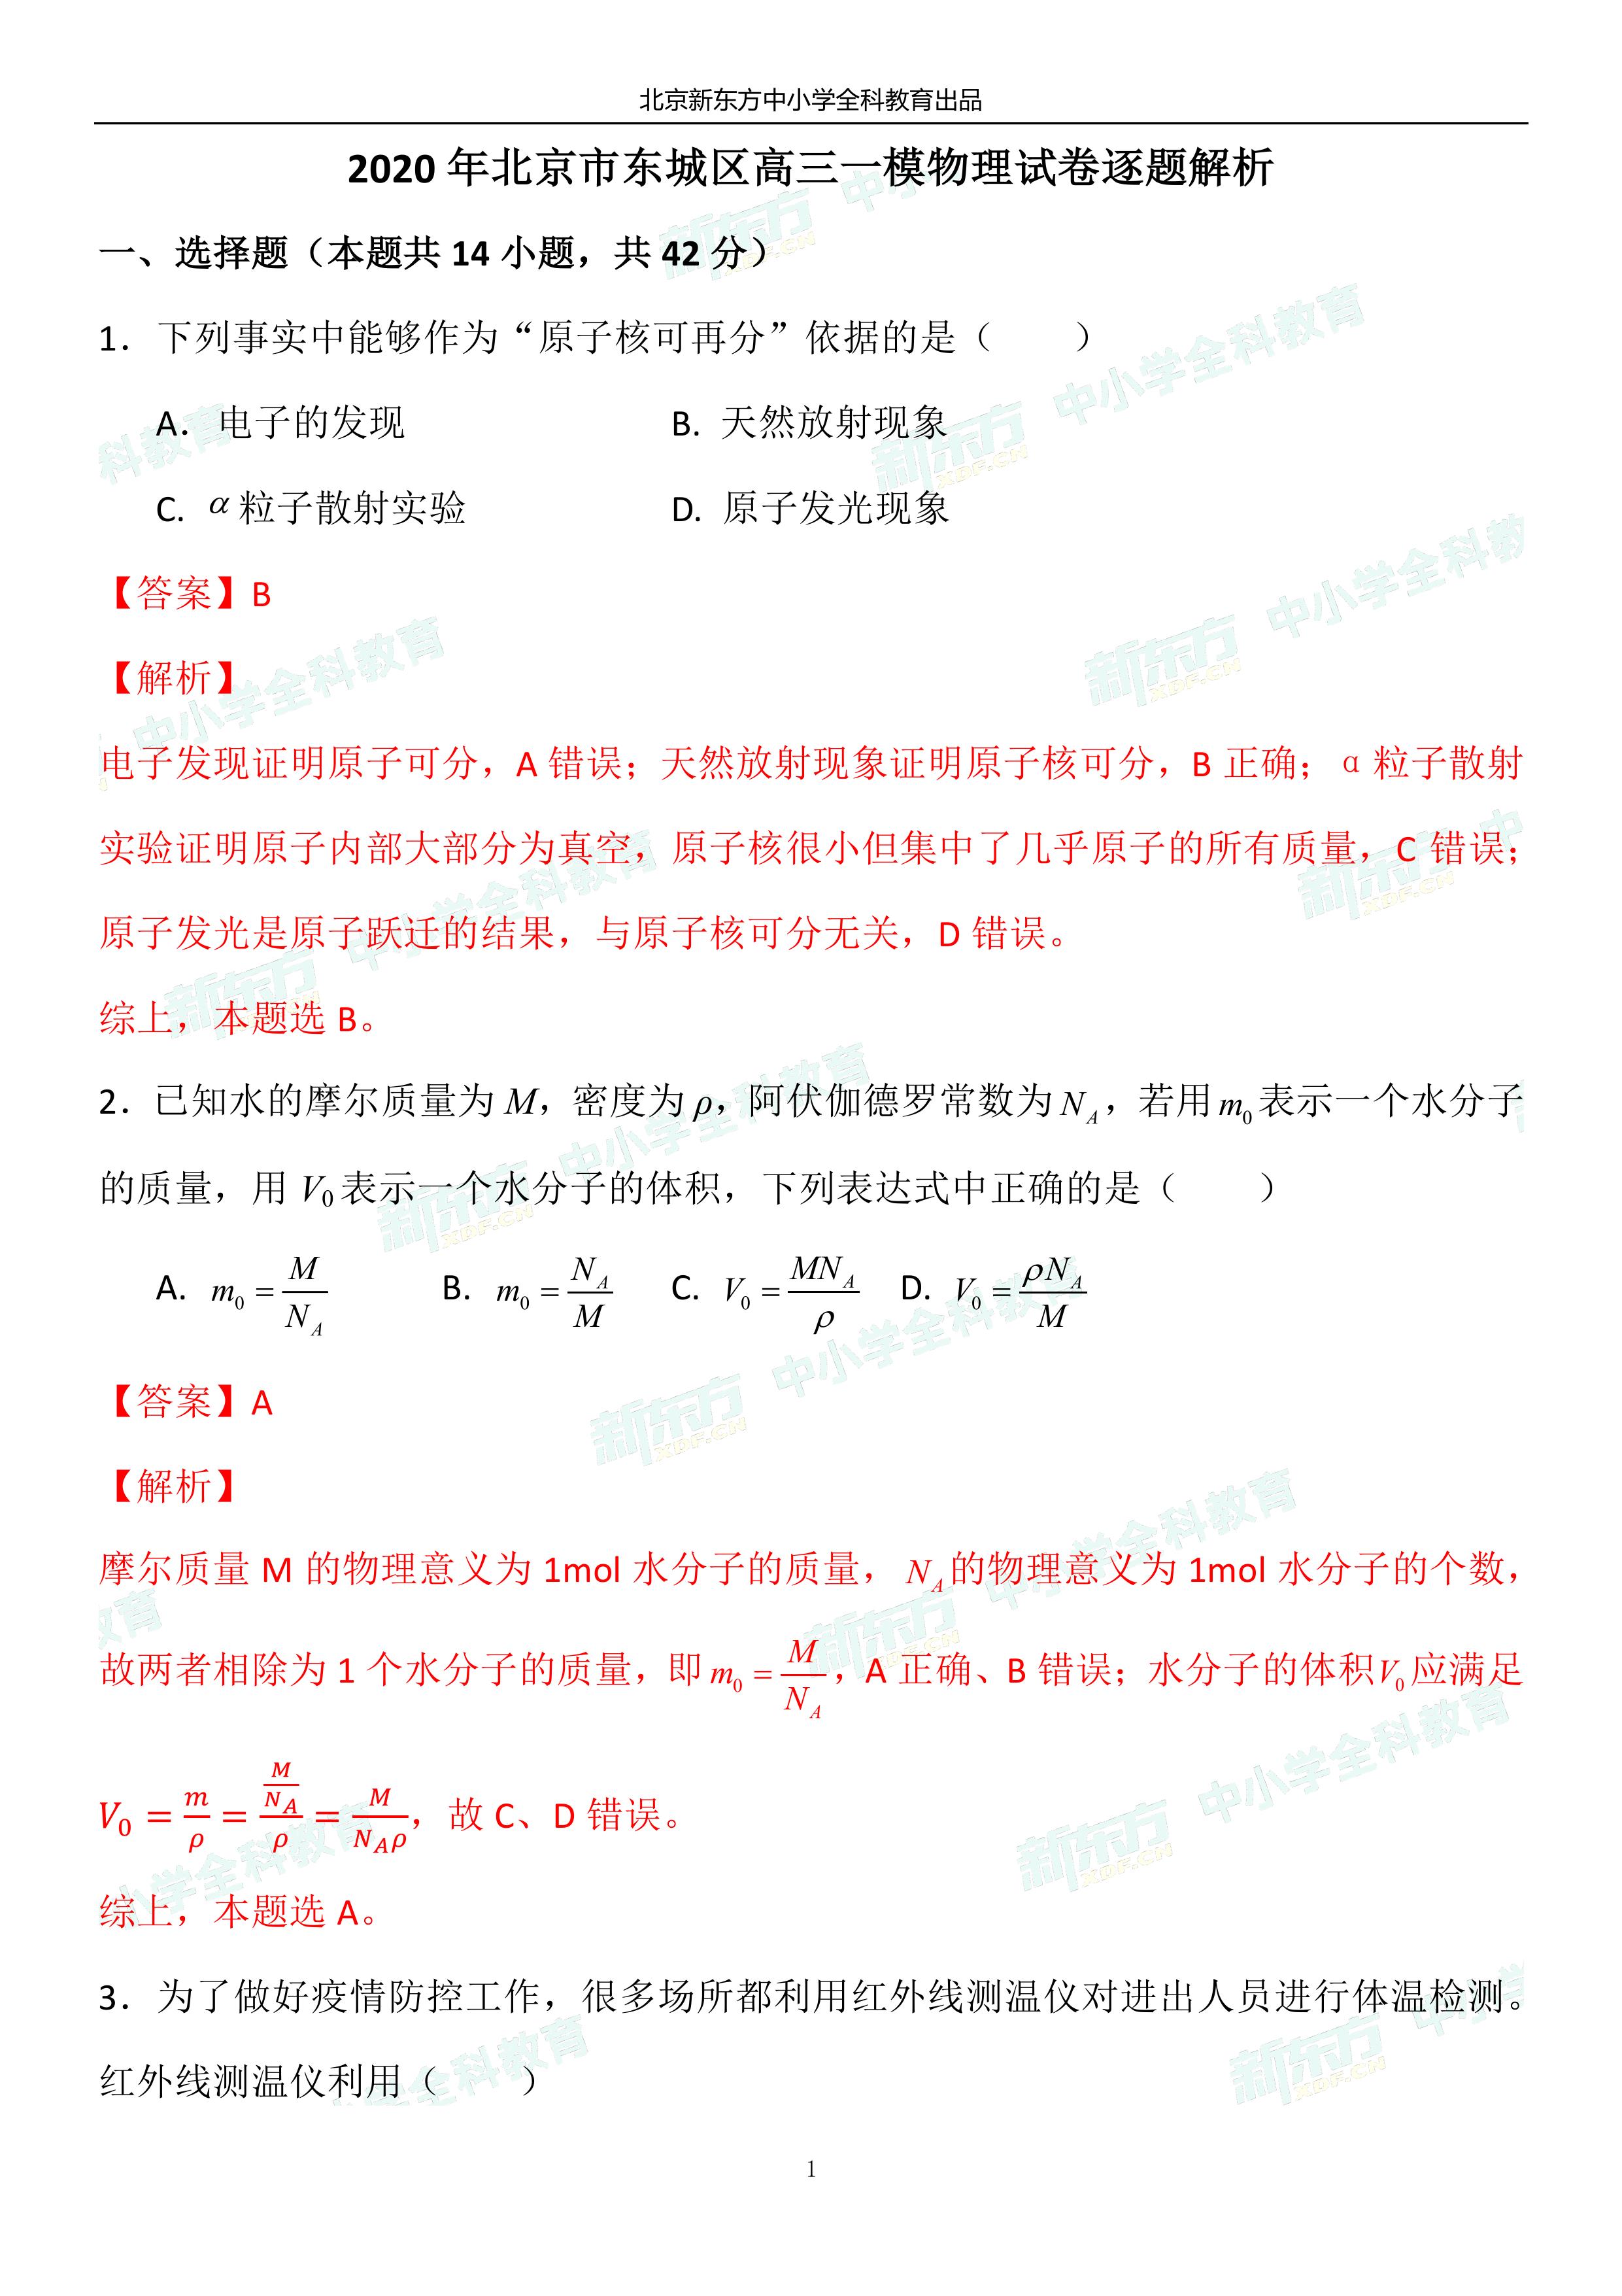 北京新东方中小学全科教育出品
2020 年北京市东城区高三一模物理试卷逐题解析
一、选择题（本题共 14 小题，共 42 分）
1．下列事实中能够作为“原子核可再分”依据的是（　　）
A． 电子的发现　　B. 天然放射现象
C. α粒子散射实验　　D. 原子发光现象
【答案】B
【解析】
电子发现证明原子可分，A 错误；天然放射现象证明原子核可分，B 正确；α 粒子散射
实验证明原子内部大部分为真空，原子核很小但集中了几乎原子的所有质量，C 错误；
原子发光是原子跃迁的结果，与原子核可分无关，D 错误。
综上，本题选 B。
2．已知水的摩尔质量为 M，密度为 ρ，阿伏伽德罗常数为 N_A，若用 m_0 表示一个水分子
的质量，用 V_0 表示一个水分子的体积，下列表达式中正确的是（　　）
A. m_0 = M/N_A　　B. m_0 = N_A/M　　C. V_0 = MN_A/ρ　　D. V_0 = ρN_A/M
【答案】A
【解析】
摩尔质量 M 的物理意义为 1mol 水分子的质量，N_A 的物理意义为 1mol 水分子的个数，
故两者相除为 1 个水分子的质量，即 m_0 = M/N_A，A 正确、B 错误；水分子的体积 V_0 应满足
V_0 = m/ρ = (M/N_A)/ρ = M/(N_Aρ)，故 C、D 错误。
综上，本题选 A。
3．为了做好疫情防控工作，很多场所都利用红外线测温仪对进出人员进行体温检测。
红外线测温仪利用（　　）
1
新东方 XDF.CN 中小学全科教育